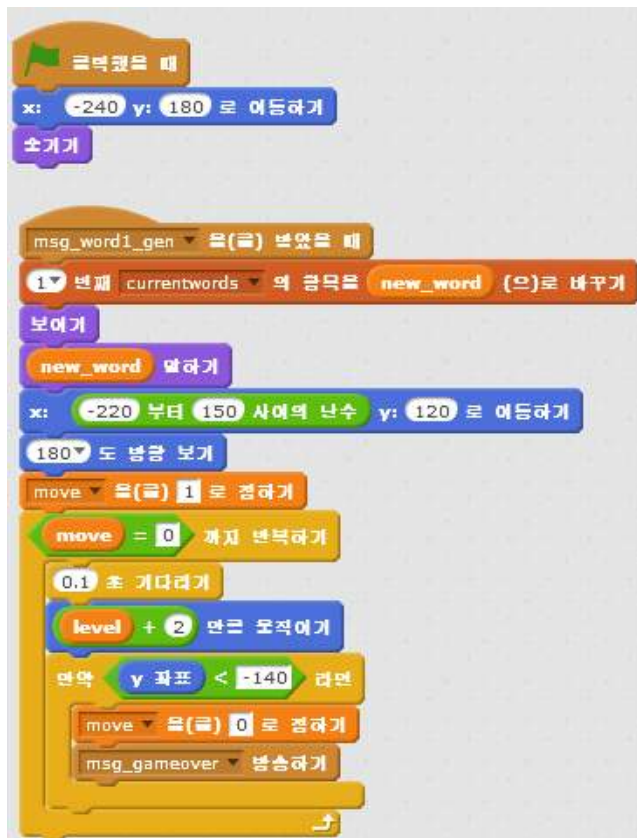 클릭했을 때
x: -240 y: 180 로 이동하기
숨기기
msg_word1_gen 을(를) 받았을 때
1 번째 currentwords 의 항목을 new_word (으)로 바꾸기
보이기
new_word 말하기
x: -220 부터 150 사이의 난수 y: 120 로 이동하기
180 도 방향 보기
move 을(를) 1 로 정하기
move = 0 까지 반복하기
0.1 초 기다리기
level + 2 만큼 움직이기
만약 y 좌표 < -140 라면
move 을(를) 0 로 정하기
msg_gameover 방송하기